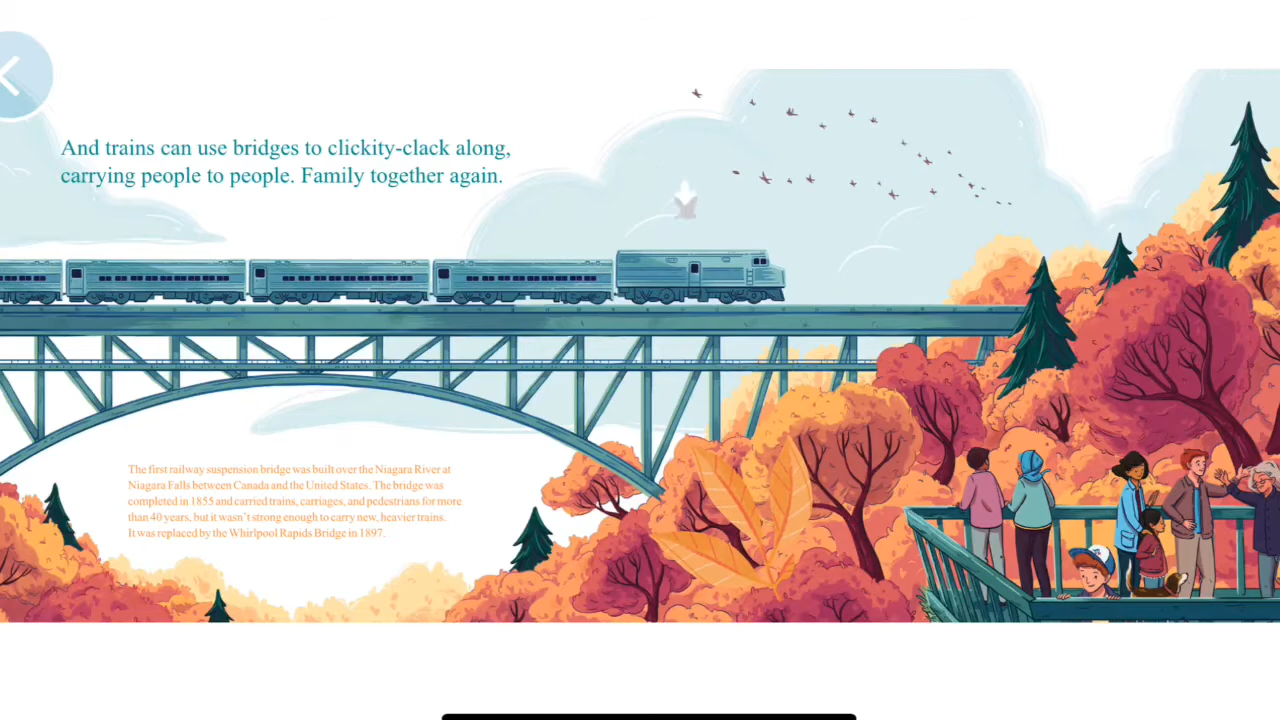 And trains can use bridges to clickity-clack along,
carrying people to people. Family together again.
The first railway suspension bridge was built over the Niagara River at
Niagara Falls between Canada and the United States. The bridge was
completed in 1855 and carried trains, carriages, and pedestrians for more
than 40 years, but it wasn't strong enough to carry new, heavier trains.
It was replaced by the Whirlpool Rapids Bridge in 1897.